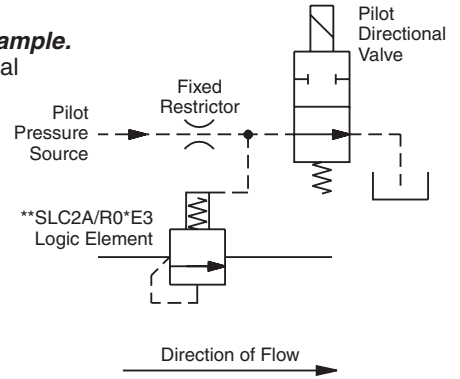 ample.
al
Pilot
Directional
Valve
Fixed
Restrictor
Pilot
Pressure
Source
**SLC2A/R0*E3
Logic Element
Direction of Flow